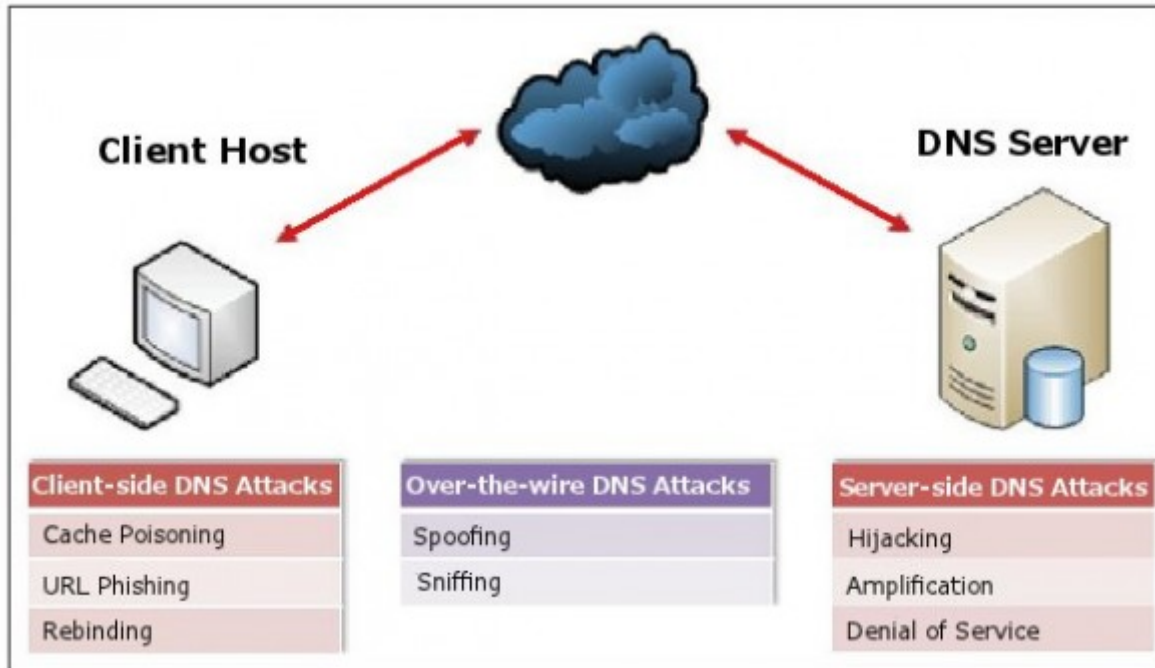 Client Host
DNS Server
Client-side DNS Attacks
Cache Poisoning
URL Phishing
Rebinding
Over-the-wire DNS Attacks
Spoofing
Sniffing
Server-side DNS Attacks
Hijacking
Amplification
Denial of Service